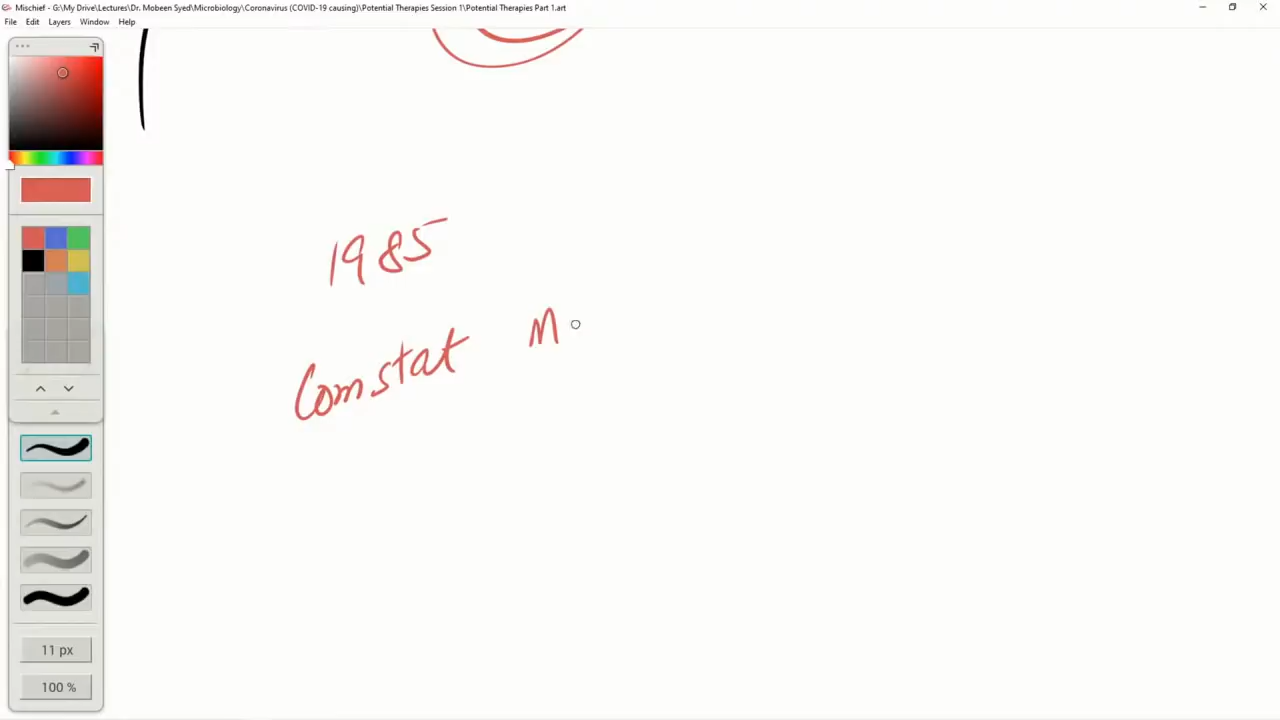 Mischief - G:\My Drive\Lectures\Dr. Mobeen Syed\Microbiology\Coronavirus (COVID-19 causing)\Potential Therapies Session 1\Potential Therapies Part 1.art
File Edit Layers Window Help
1985
Comstat M
11 px
100 %